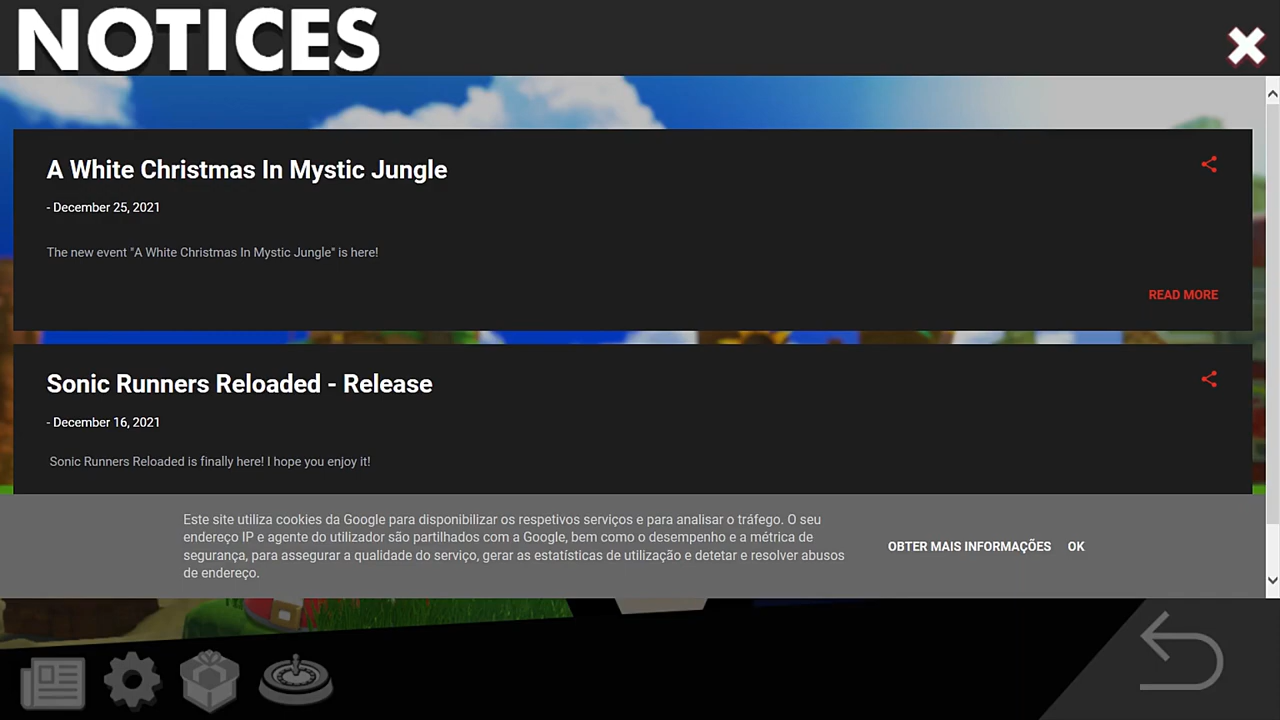 NOTICES
A White Christmas In Mystic Jungle
- December 25, 2021
The new event "A White Christmas In Mystic Jungle" is here!
READ MORE
Sonic Runners Reloaded - Release
- December 16, 2021
Sonic Runners Reloaded is finally here! I hope you enjoy it!
Este site utiliza cookies da Google para disponibilizar os respetivos serviços e para analisar o tráfego. O seu
endereço IP e agente do utilizador são partilhados com a Google, bem como o desempenho e a métrica de
segurança, para assegurar a qualidade do serviço, gerar as estatísticas de utilização e detetar e resolver abusos
de endereço.
OBTER MAIS INFORMAÇÕES OK